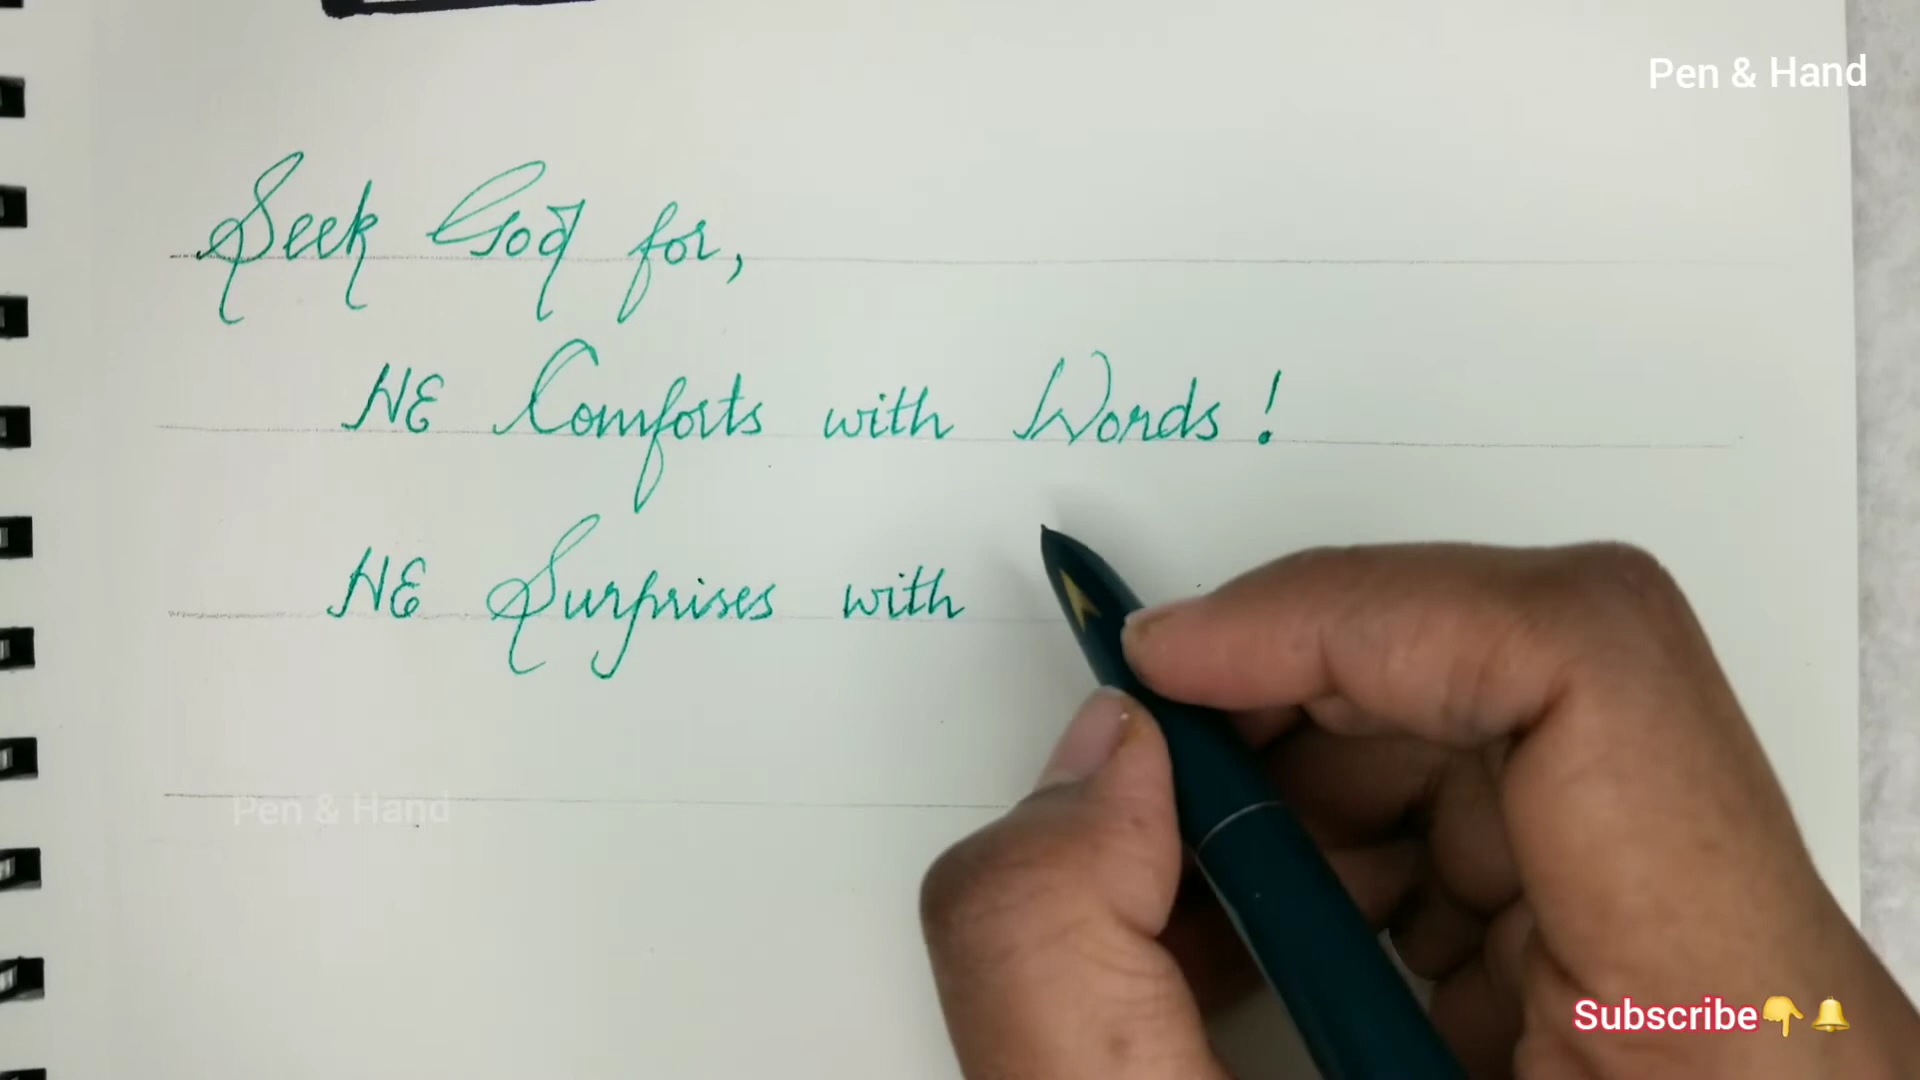 Pen & Hand
Seek God for,
HE Comforts with Words!
HE Surprises with
Pen & Hand
Subscribe👇🔔